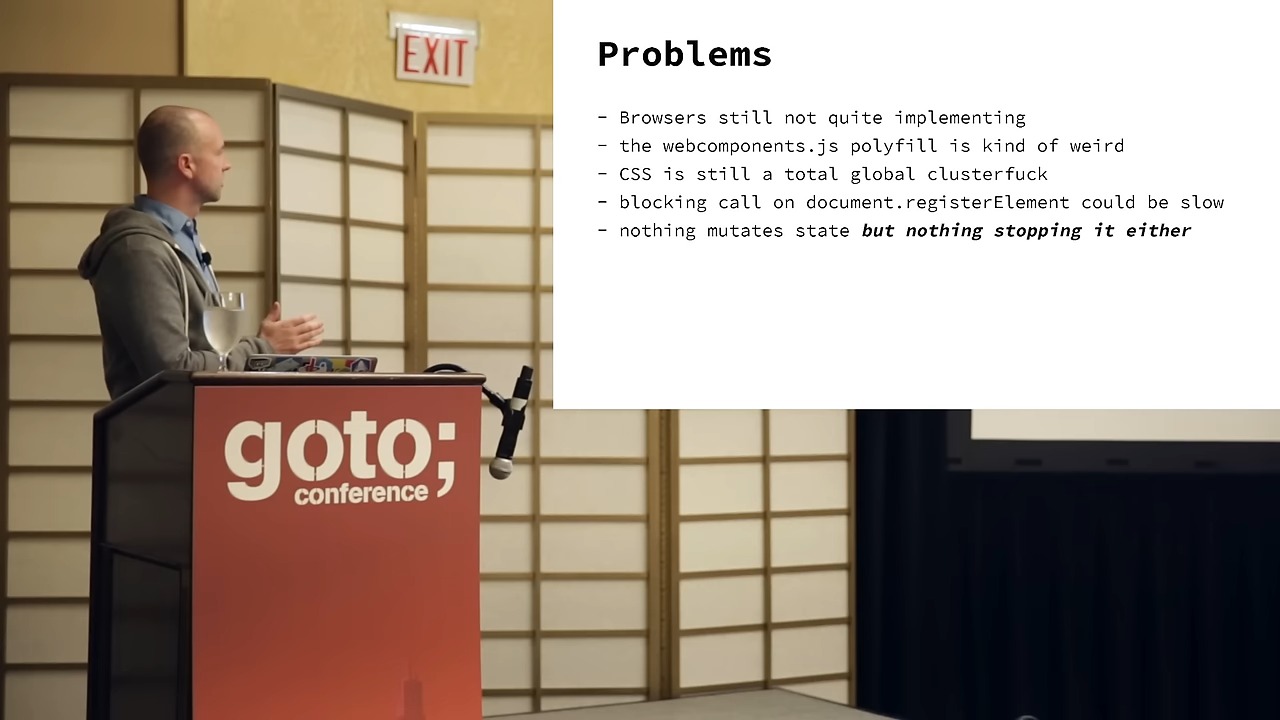 EXIT
Problems
- Browsers still not quite implementing
- the webcomponents.js polyfill is kind of weird
- CSS is still a total global clusterfuck
- blocking call on document.registerElement could be slow
- nothing mutates state but nothing stopping it either
goto;
conference